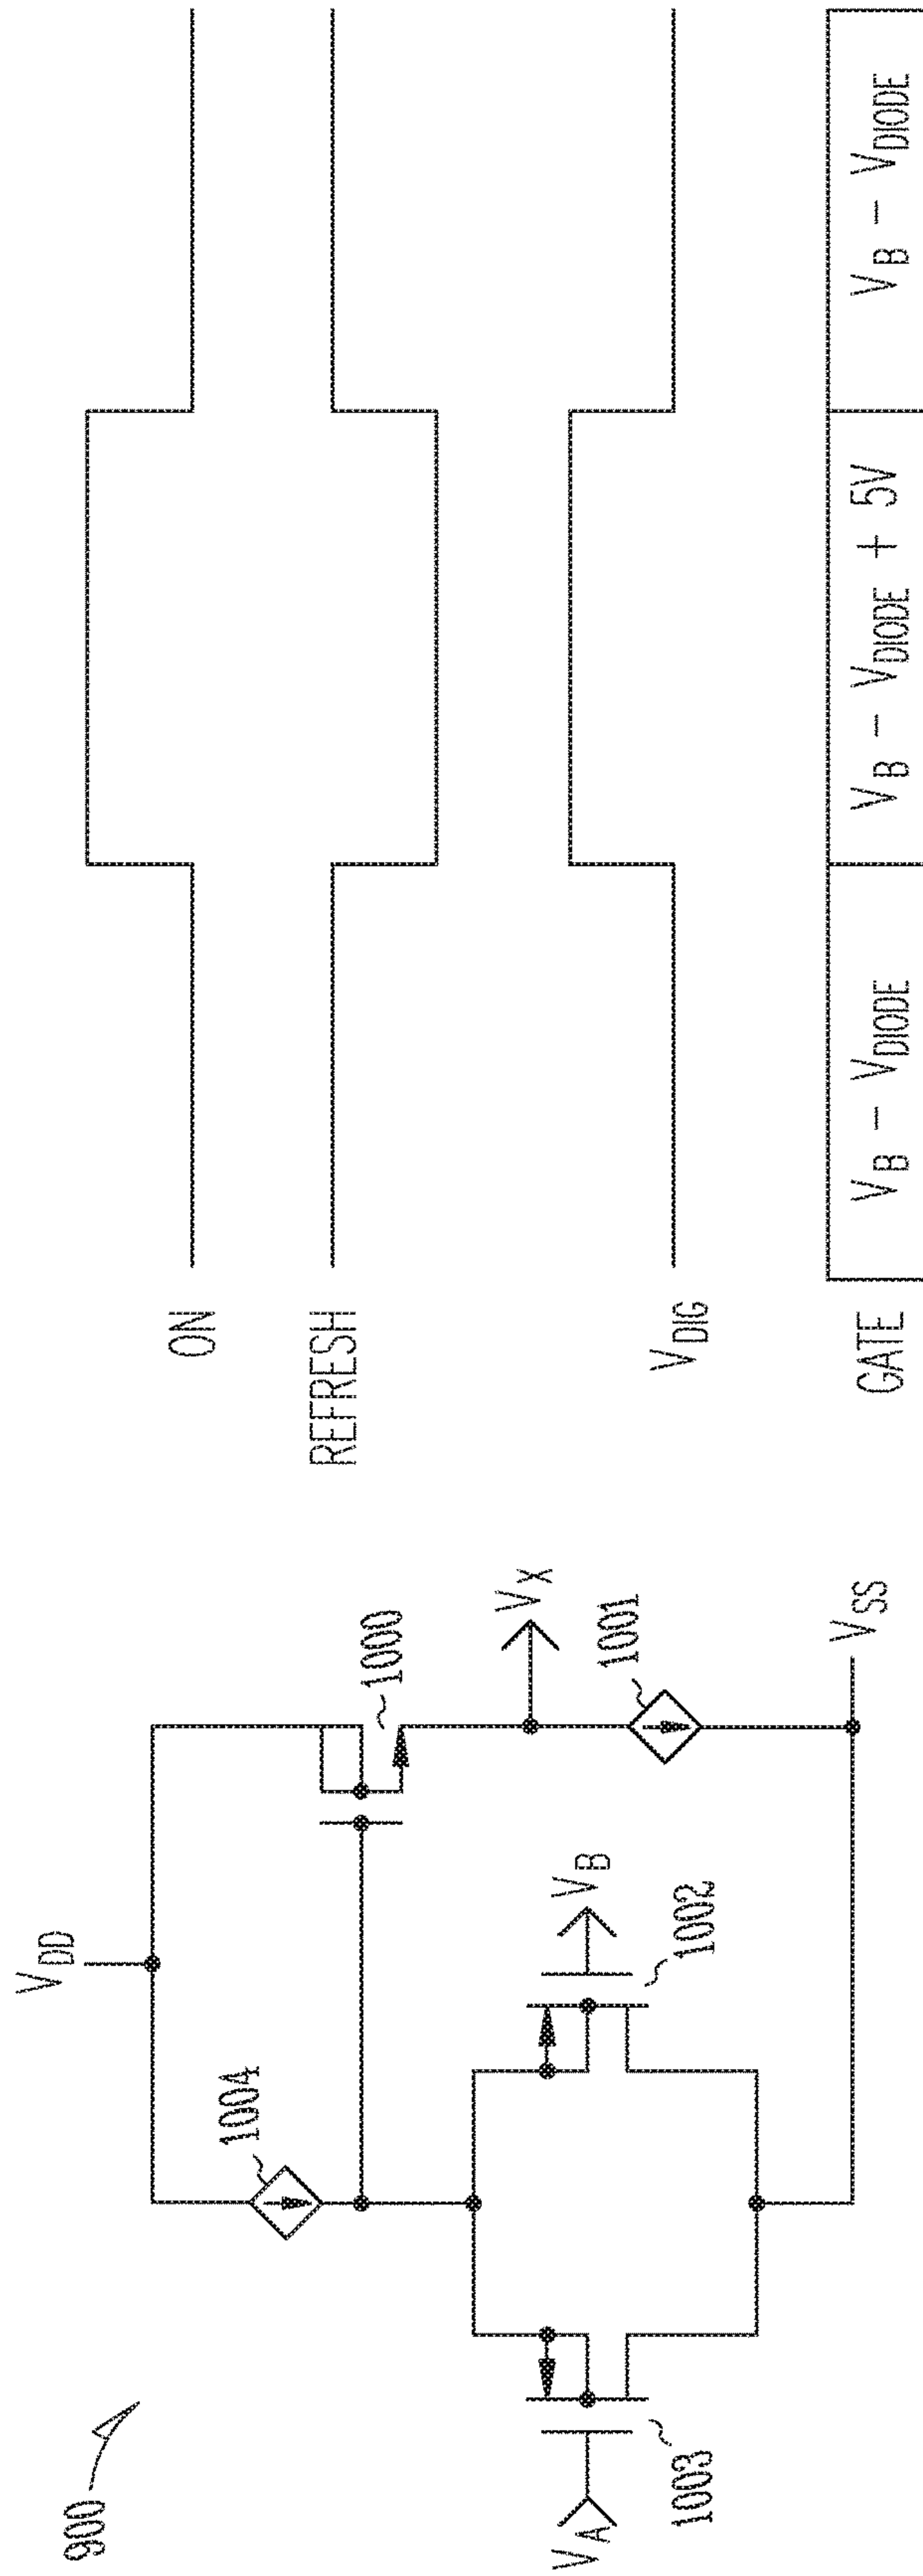 900
V_DD
1004
1000
V_X
1001
V_B
1002
V_A
1003
V_SS
ON
REFRESH
V_DIG
GATE
V_B − V_DIODE
V_B − V_DIODE + 5V
V_B − V_DIODE